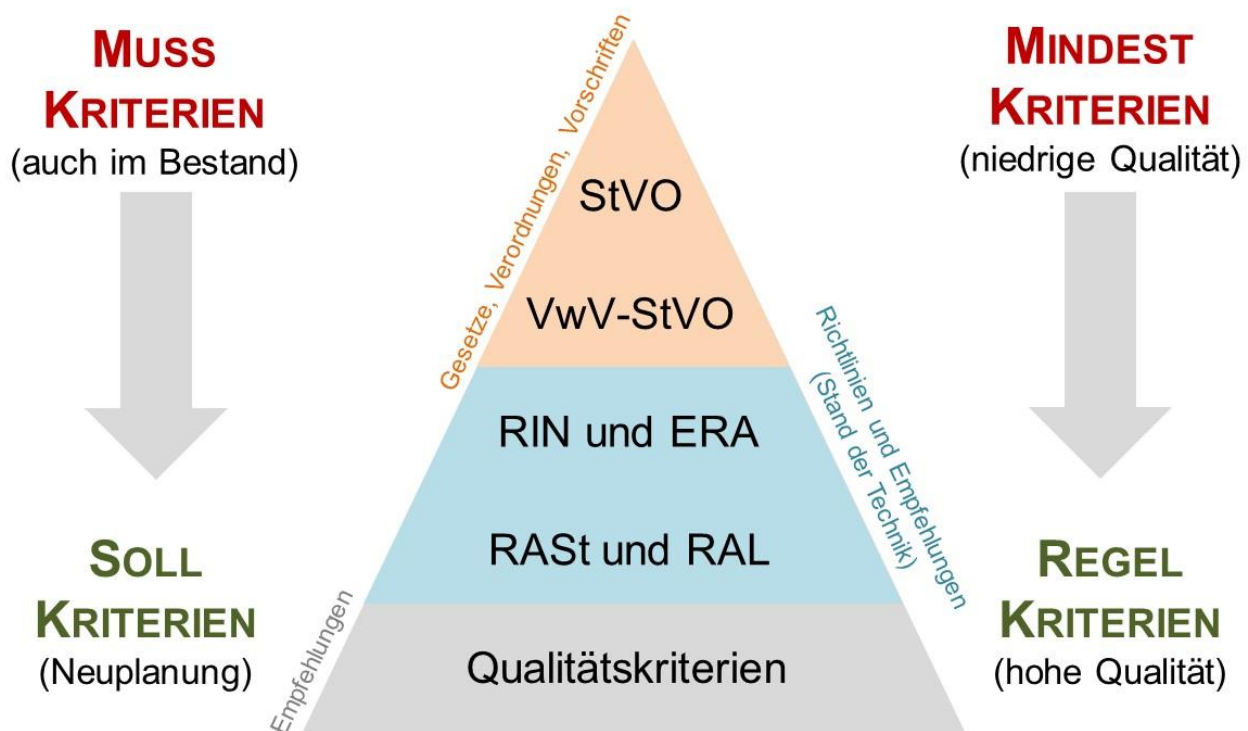 MUSS
KRITERIEN
(auch im Bestand)
SOLL
KRITERIEN
(Neuplanung)
Gesetze, Verordnungen, Vorschriften
StVO
VwV-StVO
RIN und ERA
RASt und RAL
Qualitätskriterien
Empfehlungen
Richtlinien und Empfehlungen
(Stand der Technik)
MINDEST
KRITERIEN
(niedrige Qualität)
REGEL
KRITERIEN
(hohe Qualität)